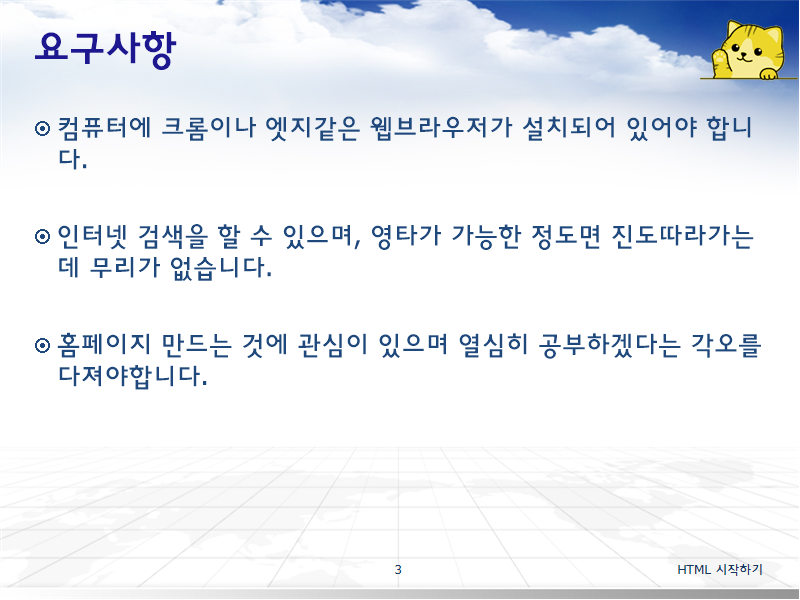 요구사항
컴퓨터에 크롬이나 엣지같은 웹브라우저가 설치되어 있어야 합니
다.
인터넷 검색을 할 수 있으며, 영타가 가능한 정도면 진도따라가는
데 무리가 없습니다.
홈페이지 만드는 것에 관심이 있으며 열심히 공부하겠다는 각오를
다져야합니다.
3
HTML 시작하기